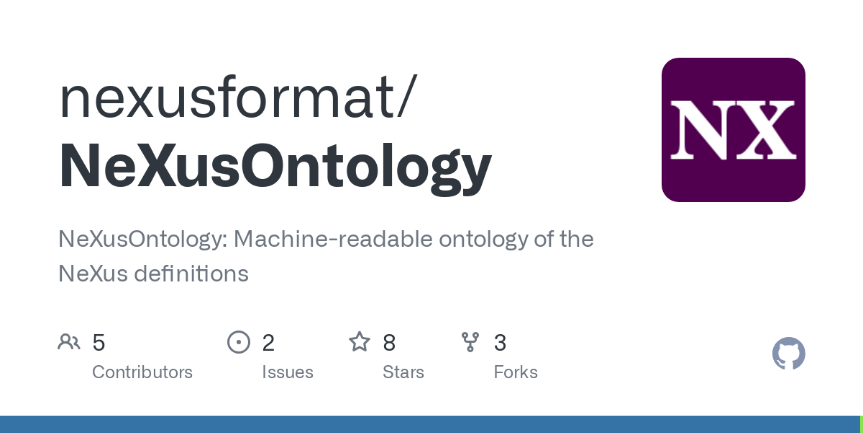 nexusformat/
NeXusOntology
NX
NeXusOntology: Machine-readable ontology of the
NeXus definitions
5 2 8 3
Contributors Issues Stars Forks